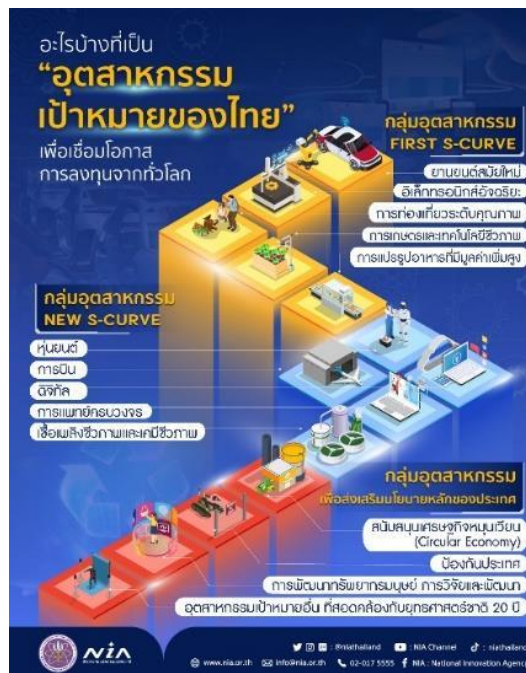 อะไรบ้างที่เป็น
“อุตสาหกรรม
เป้าหมายของไทย”
เพื่อเชื่อมโอกาส
การลงทุนจากทั่วโลก
กลุ่มอุตสาหกรรม
FIRST S-CURVE
ยานยนต์สมัยใหม่
อิเล็กทรอนิกส์อัจฉริยะ
การท่องเที่ยวระดับคุณภาพ
การเกษตรและเทคโนโลยีชีวภาพ
การแปรรูปอาหารที่มีมูลค่าเพิ่มสูง
กลุ่มอุตสาหกรรม
NEW S-CURVE
หุ่นยนต์
การบิน
ดิจิทัล
การแพทย์ครบวงจร
เชื้อเพลิงชีวภาพและเคมีชีวภาพ
กลุ่มอุตสาหกรรม
เพื่อส่งเสริมนโยบายหลักของประเทศ
สนับสนุนเศรษฐกิจหมุนเวียน
(Circular Economy)
ป้องกันประเทศ
การพัฒนาทรัพยากรมนุษย์ การวิจัยและพัฒนา
อุตสาหกรรมเป้าหมายอื่น ที่สอดคล้องกับยุทธศาสตร์ชาติ 20 ปี
NIA
: @niathailand : NIA Channel : niathailand
www.nia.or.th info@nia.or.th 02-017 5555 NIA : National Innovation Agency